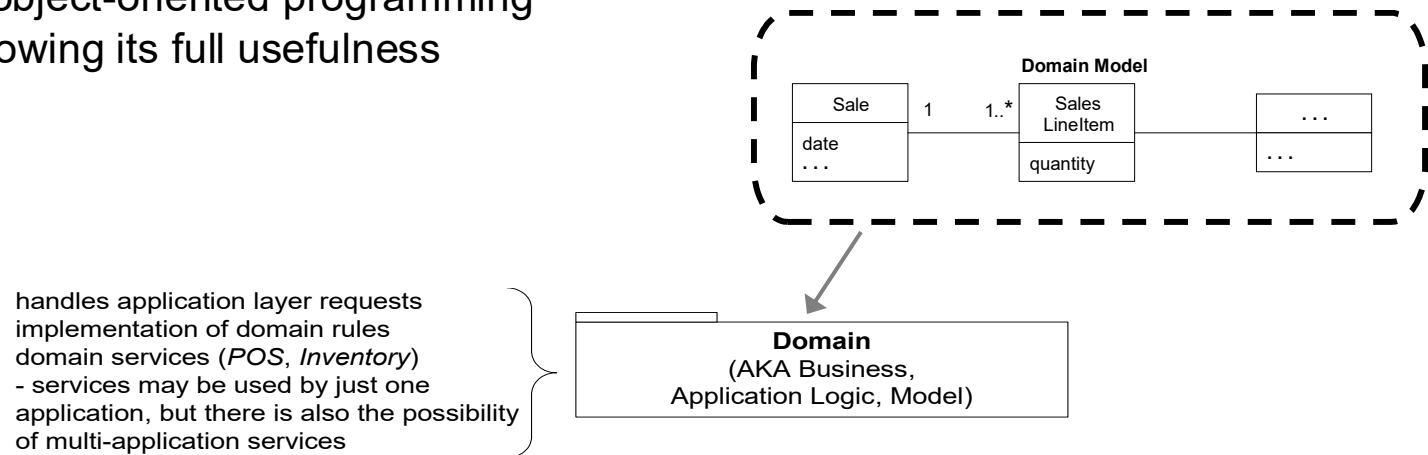 object-oriented programming
owing its full usefulness
Domain Model
Sale
date
. . .
1
1..*
Sales
LineItem
quantity
. . .
. . .
handles application layer requests
implementation of domain rules
domain services (POS, Inventory)
- services may be used by just one
application, but there is also the possibility
of multi-application services
Domain
(AKA Business,
Application Logic, Model)